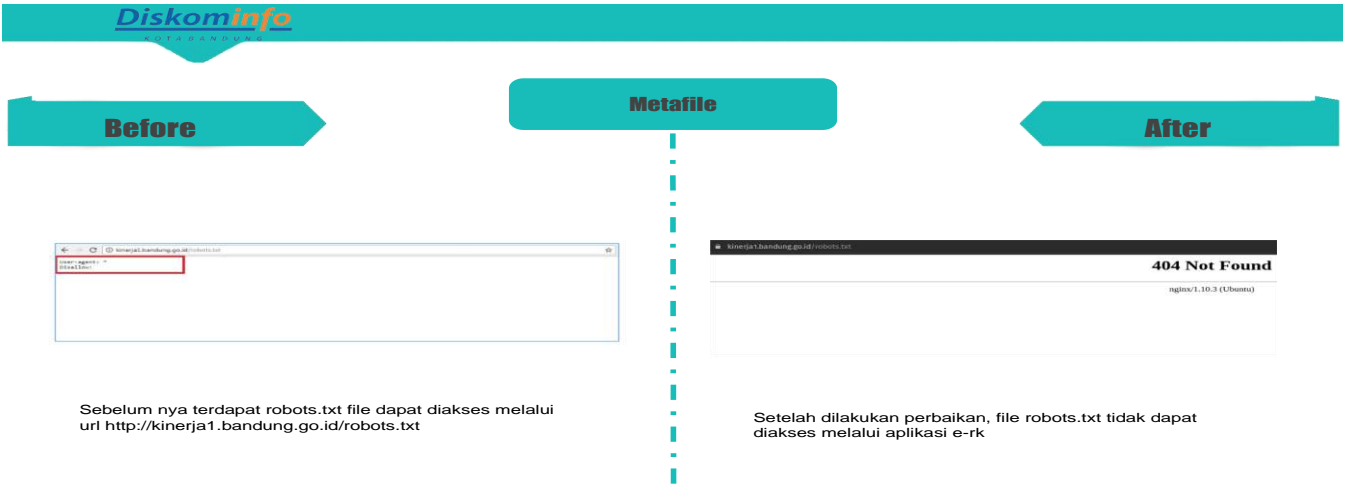 Diskominfo
KOTA BANDUNG
Metafile
Before
After
kinerja1.bandung.go.id/robots.txt
User-agent: *
Disallow:
kinerja1.bandung.go.id/robots.txt
404 Not Found
nginx/1.10.3 (Ubuntu)
Sebelum nya terdapat robots.txt file dapat diakses melalui
url http://kinerja1.bandung.go.id/robots.txt
Setelah dilakukan perbaikan, file robots.txt tidak dapat
diakses melalui aplikasi e-rk